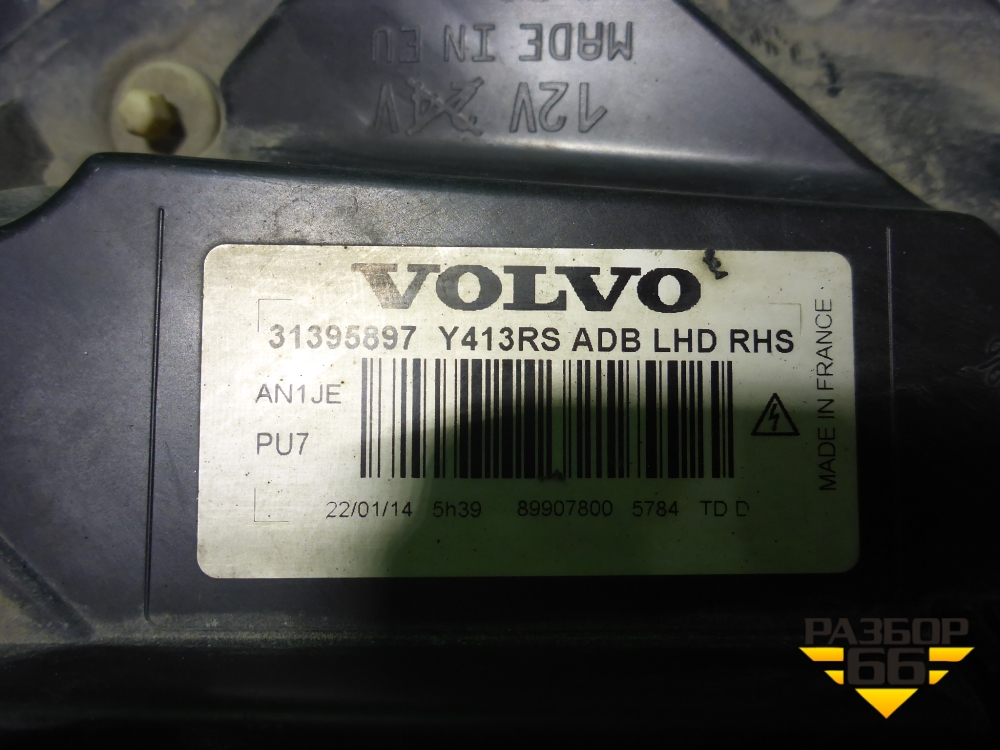 MADE IN EU
12V 24V
VOLVO
31395897 Y413RS ADB LHD RHS
AN1JE
PU7
MADE IN FRANCE
22/01/14 5h39 89907800 5784 TD D
РАЗБОР
66